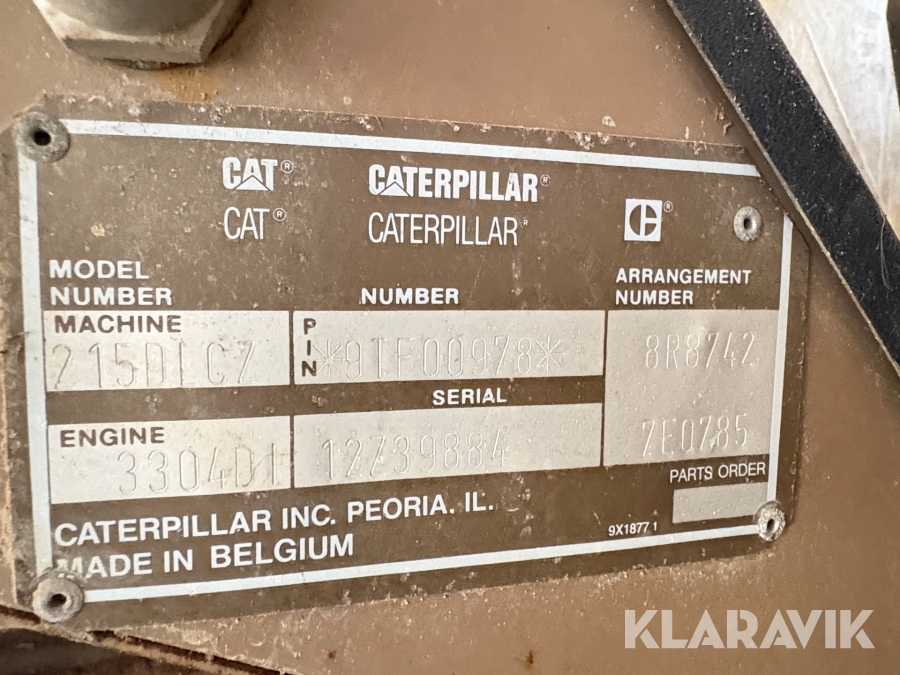 CAT® CATERPILLAR®
CAT® CATERPILLAR®
MODEL NUMBER
NUMBER
ARRANGEMENT NUMBER
MACHINE
215DLCZ
PIN
*9TF00978*
8R8742
SERIAL
ENGINE
3304DI
12Z39884
7E0785
PARTS ORDER
CATERPILLAR INC. PEORIA. IL.
9X1877 1
MADE IN BELGIUM
KLARAVIK